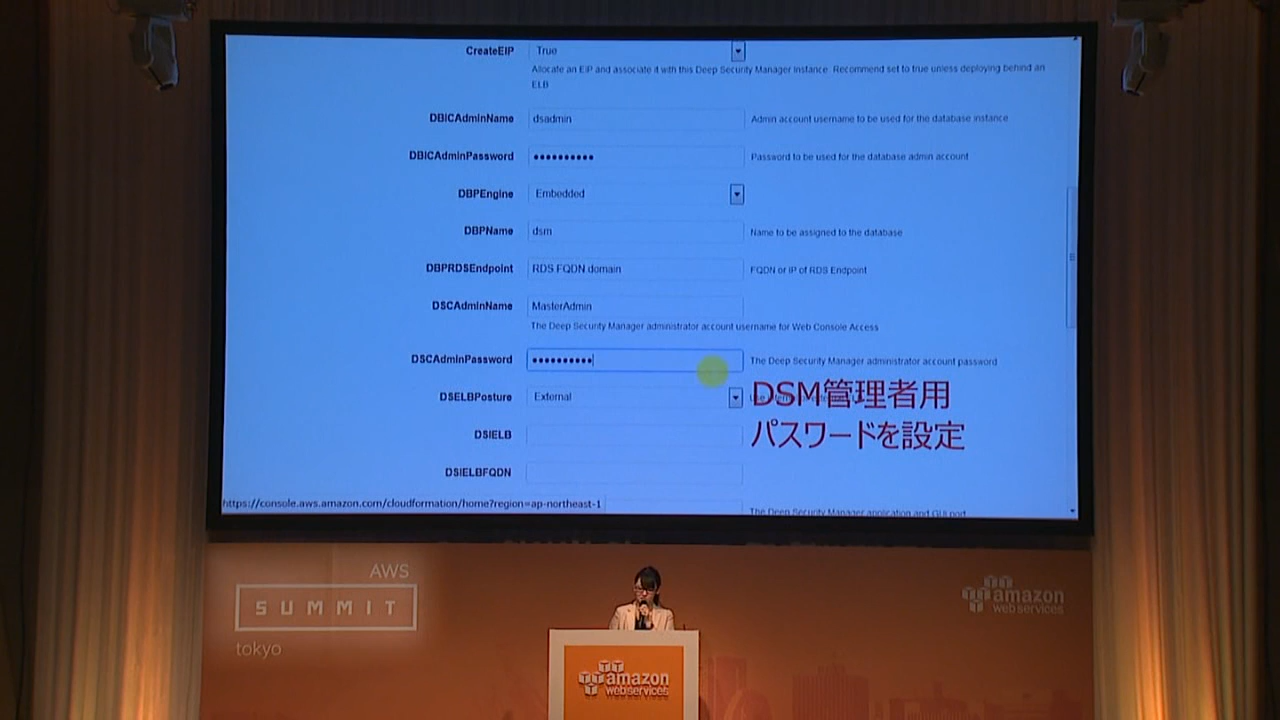 CreateEIP
True
Allocate an EIP and associate it with this Deep Security Manager Instance Recommend set to true unless deploying behind an
ELB
DBICAdminName
dsadmin
Admin account username to be used for the database instance
DBICAdminPassword
••••••••••
Password to be used for the database admin account
DBPEngine
Embedded
DBPName
dsm
Name to be assigned to the database
DBPRDSEndpoint
RDS FQDN domain
FQDN or IP of RDS Endpoint
DSCAdminName
MasterAdmin
The Deep Security Manager administrator account username for Web Console Access
DSCAdminPassword
••••••••••
The Deep Security Manager administrator account password
DSELBPosture
External
DSM管理者用
パスワードを設定
DSIELB
DSIELBFQDN
https://console.aws.amazon.com/cloudformation/home?region=ap-northeast-1
The Deep Security Manager application and GUI port
AWS
SUMMIT
tokyo
amazon
web services
amazon
web services